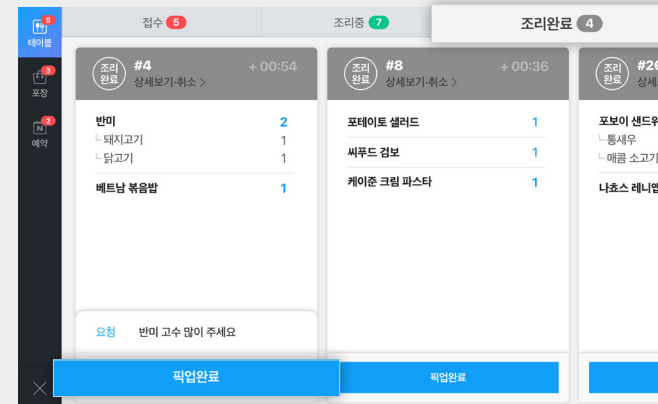 5
테이블
3
포장
N
2
예약
접수 5
조리중 7
조리완료 4
조리완료
#4
+ 00:54
상세보기·취소 >
반미 2
돼지고기 1
닭고기 1
베트남 볶음밥 1
요청 반미 고수 많이 주세요
픽업완료
조리완료
#8
+ 00:36
상세보기·취소 >
포테이토 샐러드 1
씨푸드 검보 1
케이준 크림 파스타 1
픽업완료
조리완료
#26
상세
포보이 샌드위
통새우
매콤 소고기
나쵸스 레니엄